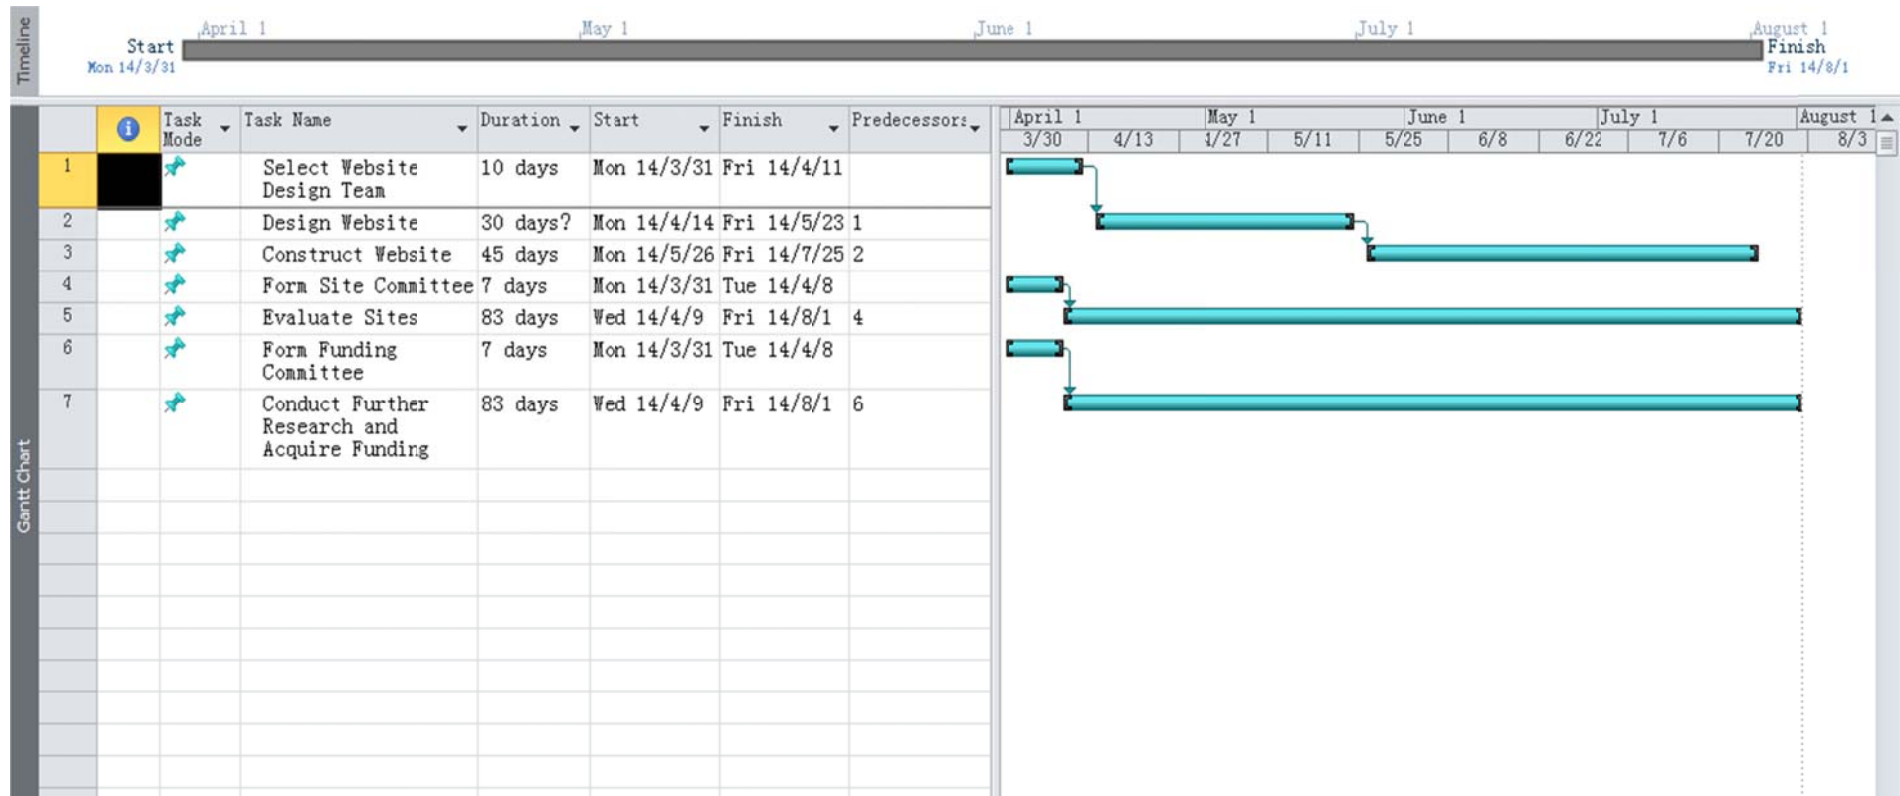 Timeline
April 1 May 1 June 1 July 1 August 1
Start Finish
Mon 14/3/31 Fri 14/8/1
Gantt Chart
Task Mode Task Name Duration Start Finish Predecessors
April 1 May 1 June 1 July 1 August 1
3/30 4/13 4/27 5/11 5/25 6/8 6/22 7/6 7/20 8/3
1 Select Website 10 days Mon 14/3/31 Fri 14/4/11
Design Team
2 Design Website 30 days? Mon 14/4/14 Fri 14/5/23 1
3 Construct Website 45 days Mon 14/5/26 Fri 14/7/25 2
4 Form Site Committee 7 days Mon 14/3/31 Tue 14/4/8
5 Evaluate Sites 83 days Wed 14/4/9 Fri 14/8/1 4
6 Form Funding 7 days Mon 14/3/31 Tue 14/4/8
Committee
7 Conduct Further 83 days Wed 14/4/9 Fri 14/8/1 6
Research and
Acquire Funding